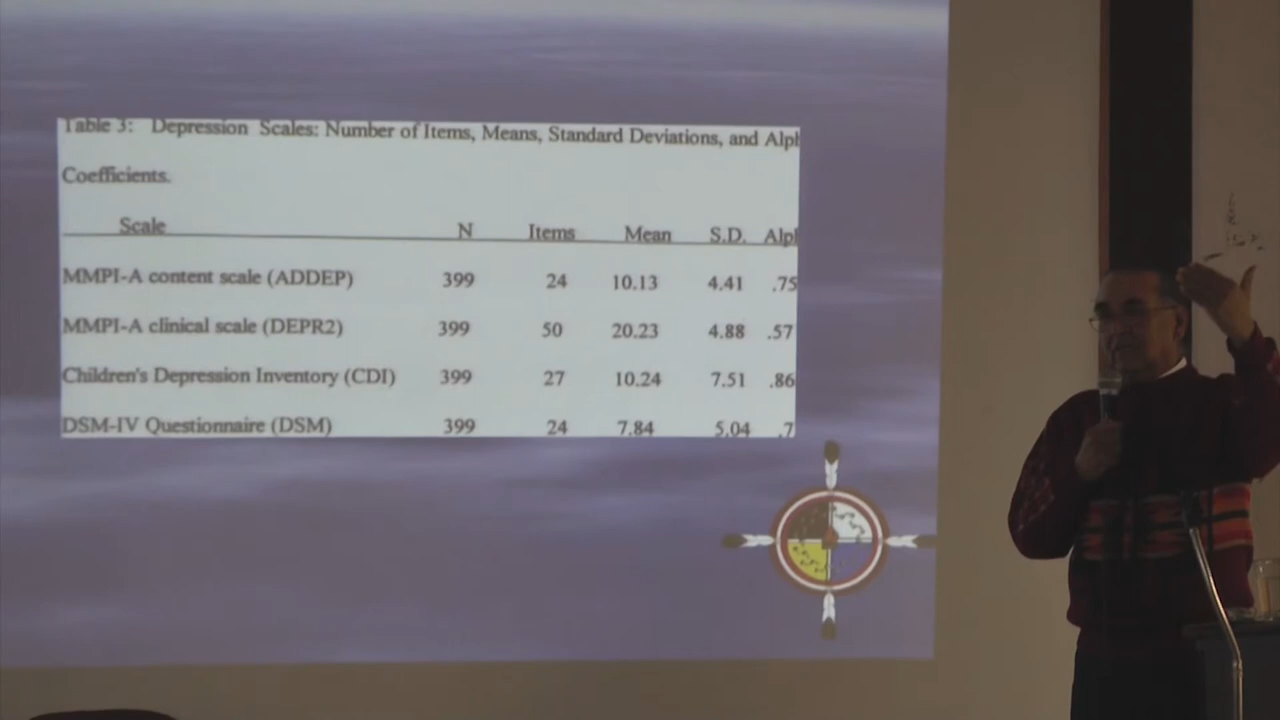 Table 3: Depression Scales: Number of Items, Means, Standard Deviations, and Alph
Coefficients.
Scale N Items Mean S.D. Alph
MMPI-A content scale (ADDEP) 399 24 10.13 4.41 .75
MMPI-A clinical scale (DEPR2) 399 50 20.23 4.88 .57
Children's Depression Inventory (CDI) 399 27 10.24 7.51 .86
DSM-IV Questionnaire (DSM) 399 24 7.84 5.04 .7